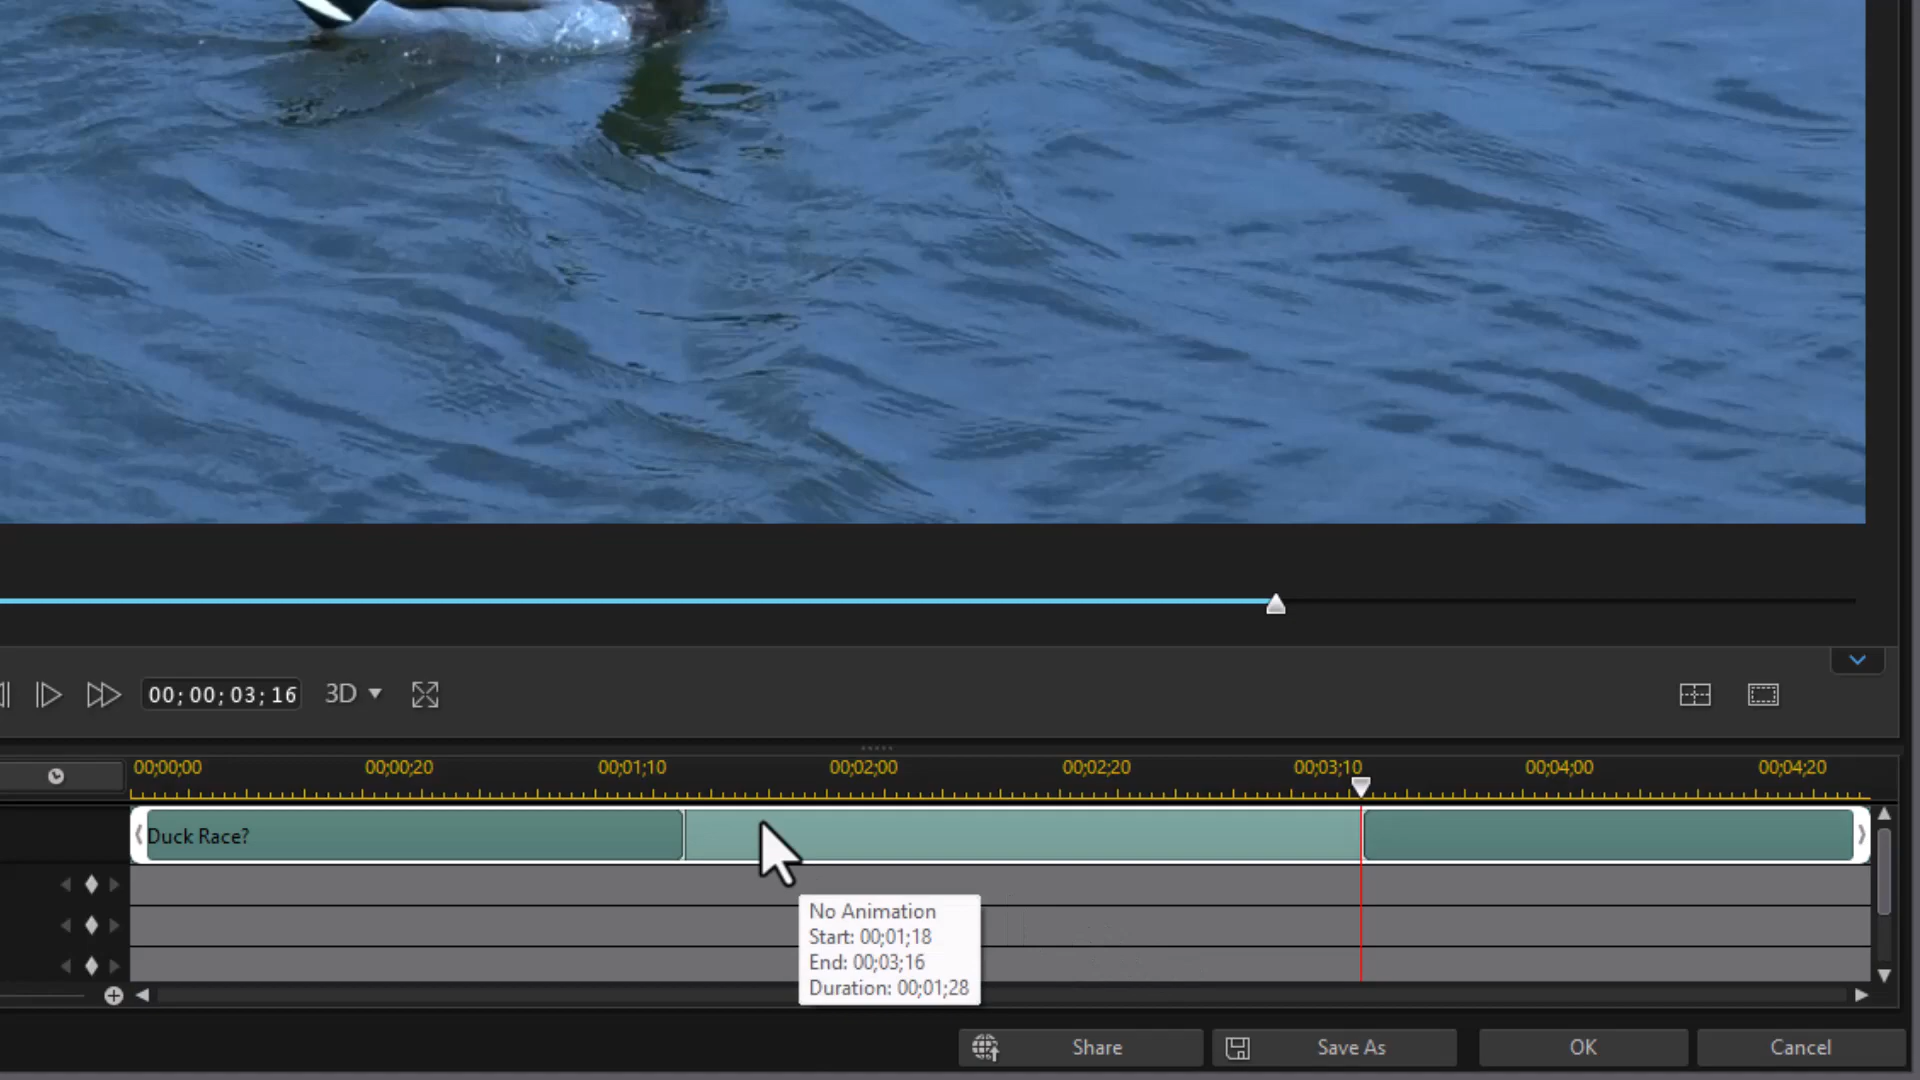 00;00;03;16 3D
00;00;00 00;00;20 00;01;10 00;02;00 00;02;20 00;03;10 00;04;00 00;04;20
Duck Race?
No Animation
Start: 00;01;18
End: 00;03;16
Duration: 00;01;28
Share Save As OK Cancel